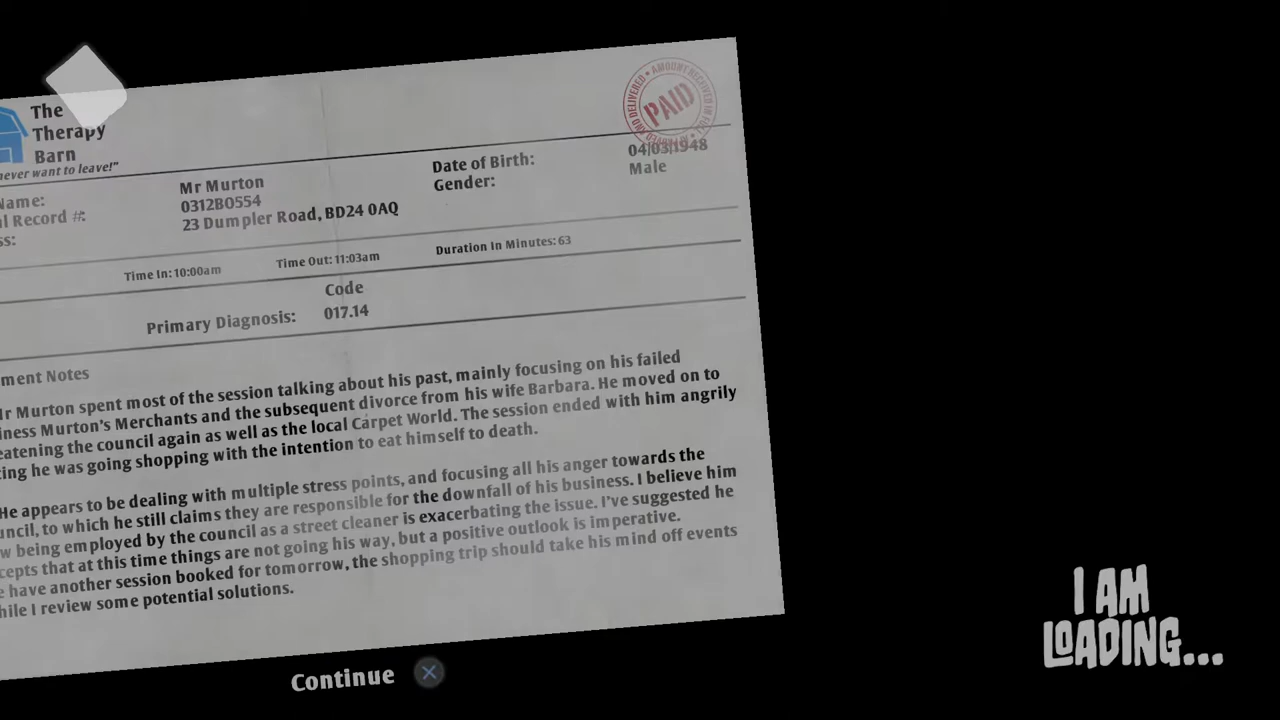 The
Therapy
Barn
never want to leave!"
PAID
AMOUNT RECEIVED IN FULL
AND DELIVERED
Name: Mr Murton Date of Birth: 04/03/1948
Record #: 0312BO554 Gender: Male
23 Dumpler Road, BD24 0AQ
Time In: 10:00am Time Out: 11:03am Duration In Minutes: 63
Code
Primary Diagnosis: 017.14
ment Notes
Mr Murton spent most of the session talking about his past, mainly focusing on his failed
iness Murton's Merchants and the subsequent divorce from his wife Barbara. He moved on to
eatening the council again as well as the local Carpet World. The session ended with him angrily
ting he was going shopping with the intention to eat himself to death.
He appears to be dealing with multiple stress points, and focusing all his anger towards the
uncil, to which he still claims they are responsible for the downfall of his business. I believe him
w being employed by the council as a street cleaner is exacerbating the issue. I've suggested he
cepts that at this time things are not going his way, but a positive outlook is imperative.
e have another session booked for tomorrow, the shopping trip should take his mind off events
hile I review some potential solutions.
Continue
I AM
LOADING...